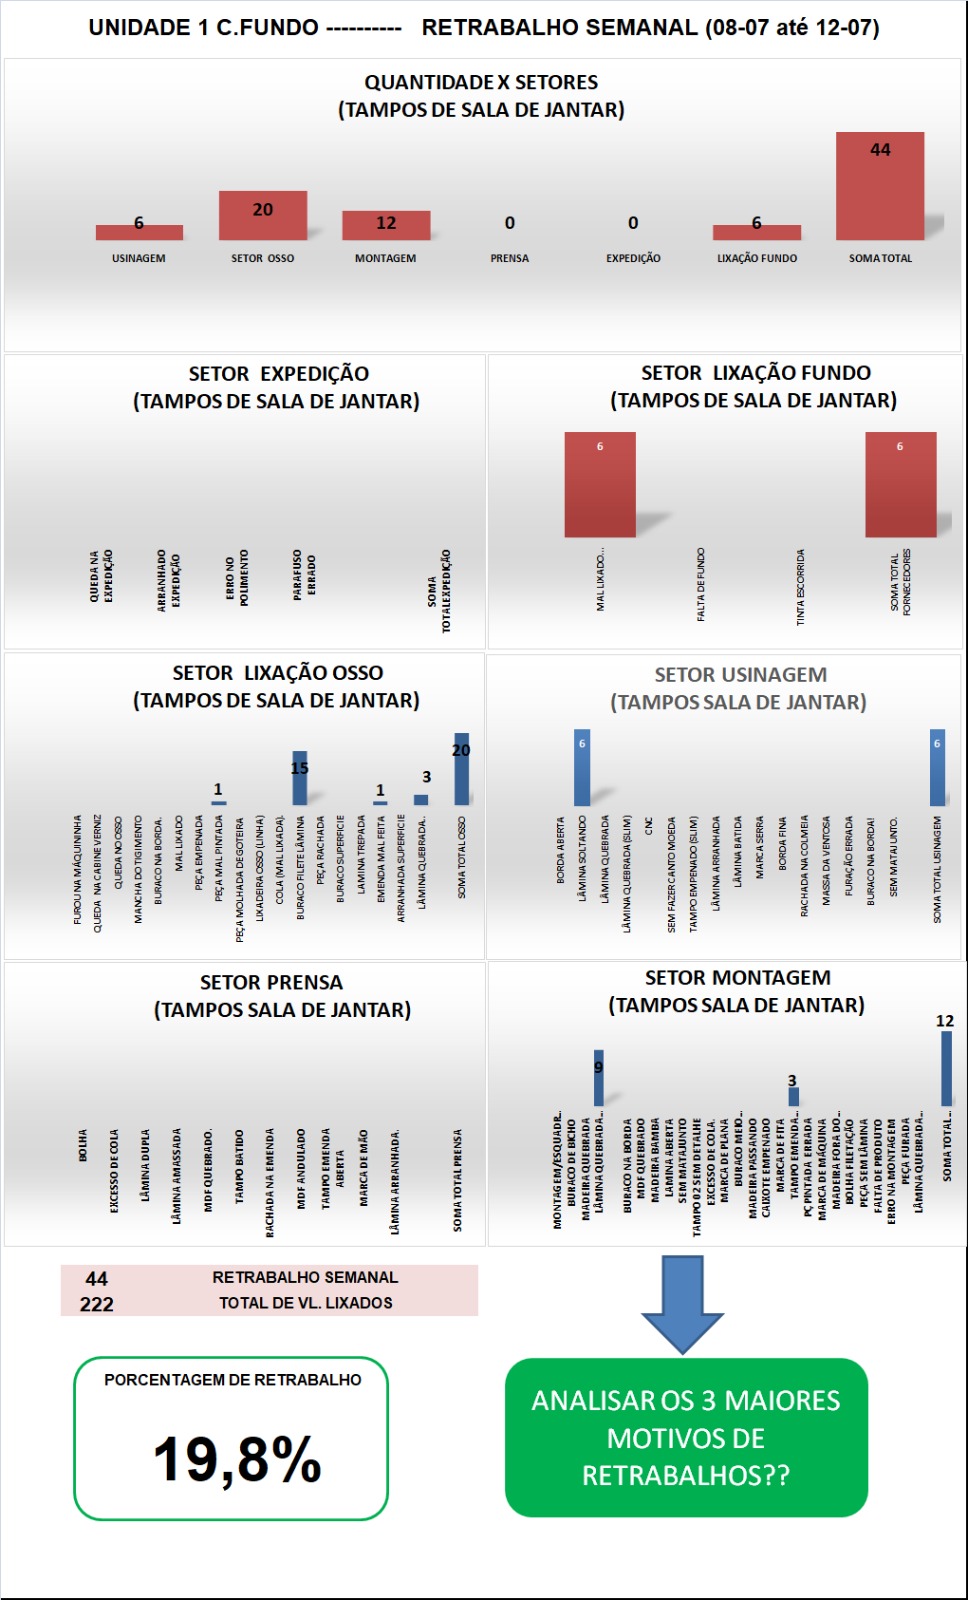 UNIDADE 1 C.FUNDO ---------- RETRABALHO SEMANAL (08-07 até 12-07)
QUANTIDADE X SETORES
(TAMPOS DE SALA DE JANTAR)
6
20
12
0
0
6
44
USINAGEM
SETOR OSSO
MONTAGEM
PRENSA
EXPEDIÇÃO
LIXAÇÃO FUNDO
SOMA TOTAL
SETOR EXPEDIÇÃO
(TAMPOS DE SALA DE JANTAR)
QUEDA NA
EXPEDIÇÃO
ARRANHADO
EXPEDIÇÃO
ERRO NO
POLIMENTO
PARAFUSO
ERRADO
SOMA
TOTALEXPEDIÇÃO
SETOR LIXAÇÃO FUNDO
(TAMPOS DE SALA DE JANTAR)
6
6
MAL LIXADO...
FALTA DE FUNDO
TINTA ESCORRIDA
SOMA TOTAL
FORNECEDORES
SETOR LIXAÇÃO OSSO
(TAMPOS DE SALA DE JANTAR)
1
15
1
3
20
FUROU NA MÁQUININHA
QUEDA NA CABINE VERNIZ
QUEDA NO OSSO
MANCHA DO TIGIMENTO
BURACO NA BORDA.
MAL LIXADO
PEÇA EMPENADA
PEÇA MAL PINTADA
PEÇA MOLHADA DE GOTEIRA
LIXADEIRA OSSO (LINHA)
COLA (MAL LIXADA).
BURACO FILETE LÂMINA
PEÇA RACHADA
BURACO SUPERFICIE
LAMINA TREPADA
EMENDA MAL FEITA
ARRANHADA SUPERFICIE
LÂMINA QUEBRADA.
SOMA TOTAL OSSO
SETOR USINAGEM
(TAMPOS SALA DE JANTAR)
6
6
BORDA ABERTA
LÂMINA SOLTANDO
LÂMINA QUEBRADA
LÂMINA QUEBRADA (SLIM)
CNC
SEM FAZER CANTO MOEDA
TAMPO EMPENADO (SLIM)
LÂMINA ARRANHADA
LÂMINA BATIDA
MARCA SERRA
BORDA FINA
RACHADA NA COLMEIA
MASSA DA VENTOSA
FURAÇÃO ERRADA
BURACO NA BORDA!
SEM MATAJUNTO.
SOMA TOTAL USINAGEM
SETOR PRENSA
(TAMPOS SALA DE JANTAR)
BOLHA
EXCESSO DE COLA
LÂMINA DUPLA
LÂMINA AMASSADA
MDF QUEBRADO.
TAMPO BATIDO
RACHADA NA EMENDA
MDF ANDULADO
TAMPO EMENDA
ABERTA
MARCA DE MÃO
LÂMINA ARRANHADA.
SOMA TOTAL PRENSA
SETOR MONTAGEM
(TAMPOS SALA DE JANTAR)
9
3
12
MONTAGEM/ESQUADR...
BURACO DE BICHO
MADEIRA QUEBRADA
LÂMINA QUEBRADA...
BURACO NA BORDA
MDF QUEBRADO
MADEIRA BAMBA
LAMINA ABERTA
SEM MATAJUNTO
TAMPO 02 SEM DETALHE
EXCESSO DE COLA.
MARCA DE PLANA
BURACO MEIO...
MADEIRA PASSANDO
CAIXOTE EMPENADO
MARCA DE FITA
TAMPO EMENDA...
PÇ PINTADA ERRADA
MARCA DE MÁQUINA
MADEIRA FORA DO...
BOLHA FILETAÇÃO
PEÇA SEM LÂMINA
FALTA DE PRODUTO
ERRO NA MONTAGEM
PEÇA FURADA
LÂMINA QUEBRADA...
SOMA TOTAL...
44 RETRABALHO SEMANAL
222 TOTAL DE VL. LIXADOS
PORCENTAGEM DE RETRABALHO
19,8%
ANALISAR OS 3 MAIORES
MOTIVOS DE
RETRABALHOS??